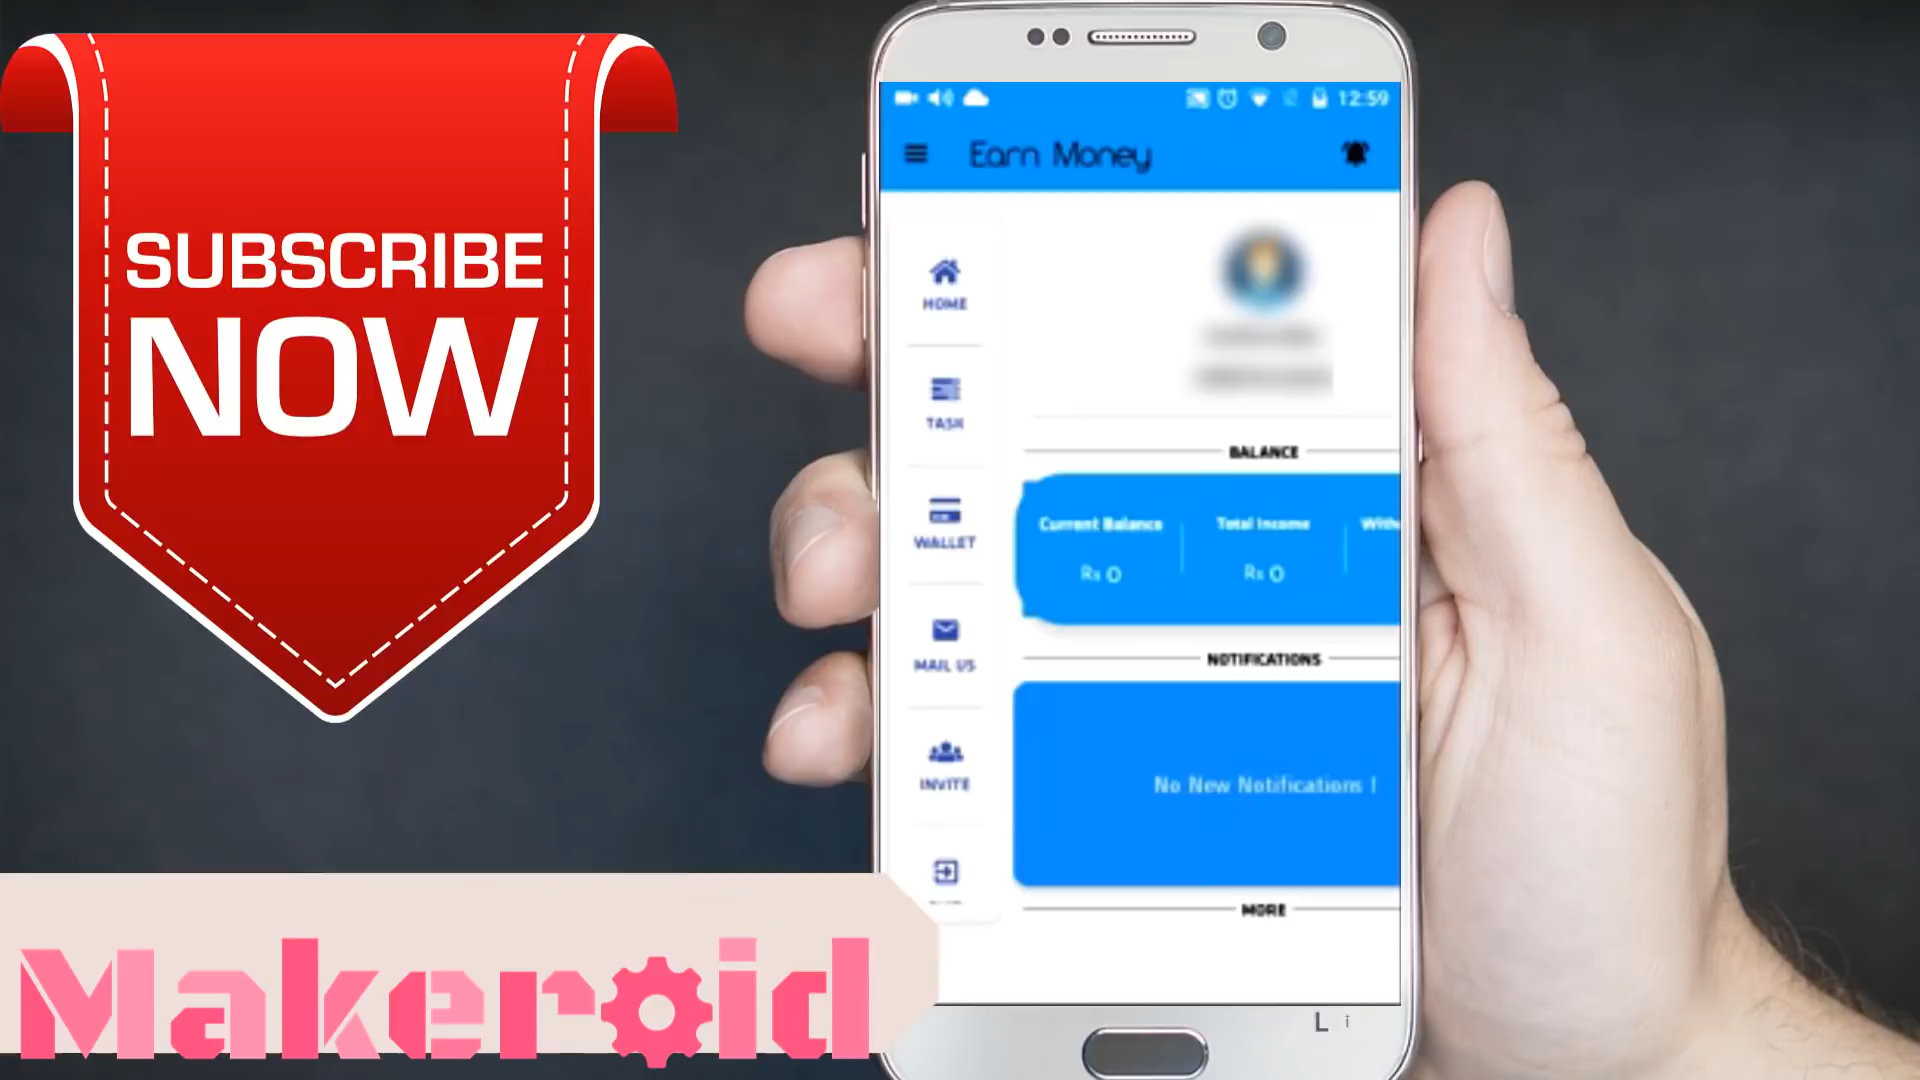 SUBSCRIBE
NOW
12:59
Earn Money
HOME
TASK
WALLET
MAIL US
INVITE
BALANCE
Current Balance
Total Income
With
Rs 0
Rs 0
NOTIFICATIONS
No New Notifications !
MORE
Makeroid
L i